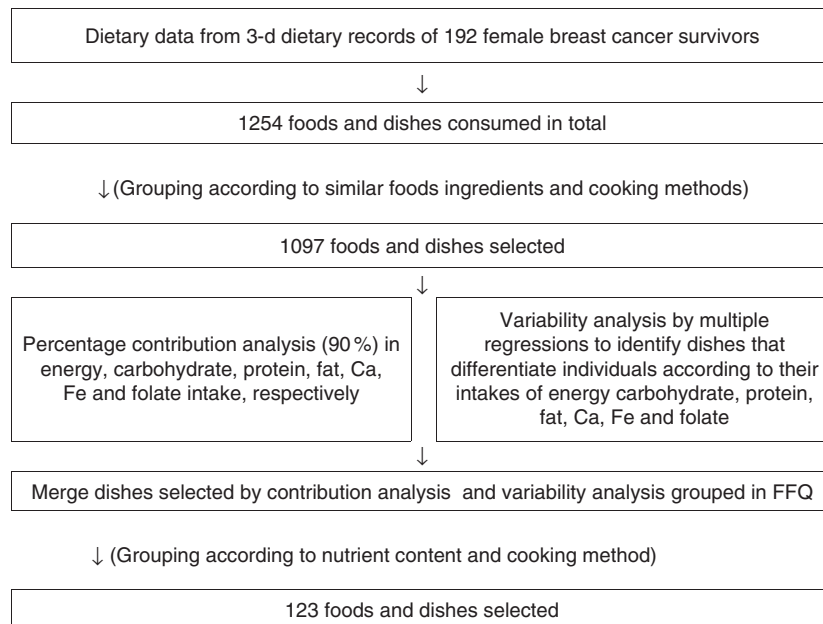 Dietary data from 3-d dietary records of 192 female breast cancer survivors
↓
1254 foods and dishes consumed in total
↓ (Grouping according to similar foods ingredients and cooking methods)
1097 foods and dishes selected
↓
Percentage contribution analysis (90 %) in
energy, carbohydrate, protein, fat, Ca,
Fe and folate intake, respectively
Variability analysis by multiple
regressions to identify dishes that
differentiate individuals according to their
intakes of energy carbohydrate, protein,
fat, Ca, Fe and folate
↓
Merge dishes selected by contribution analysis and variability analysis grouped in FFQ
↓ (Grouping according to nutrient content and cooking method)
123 foods and dishes selected